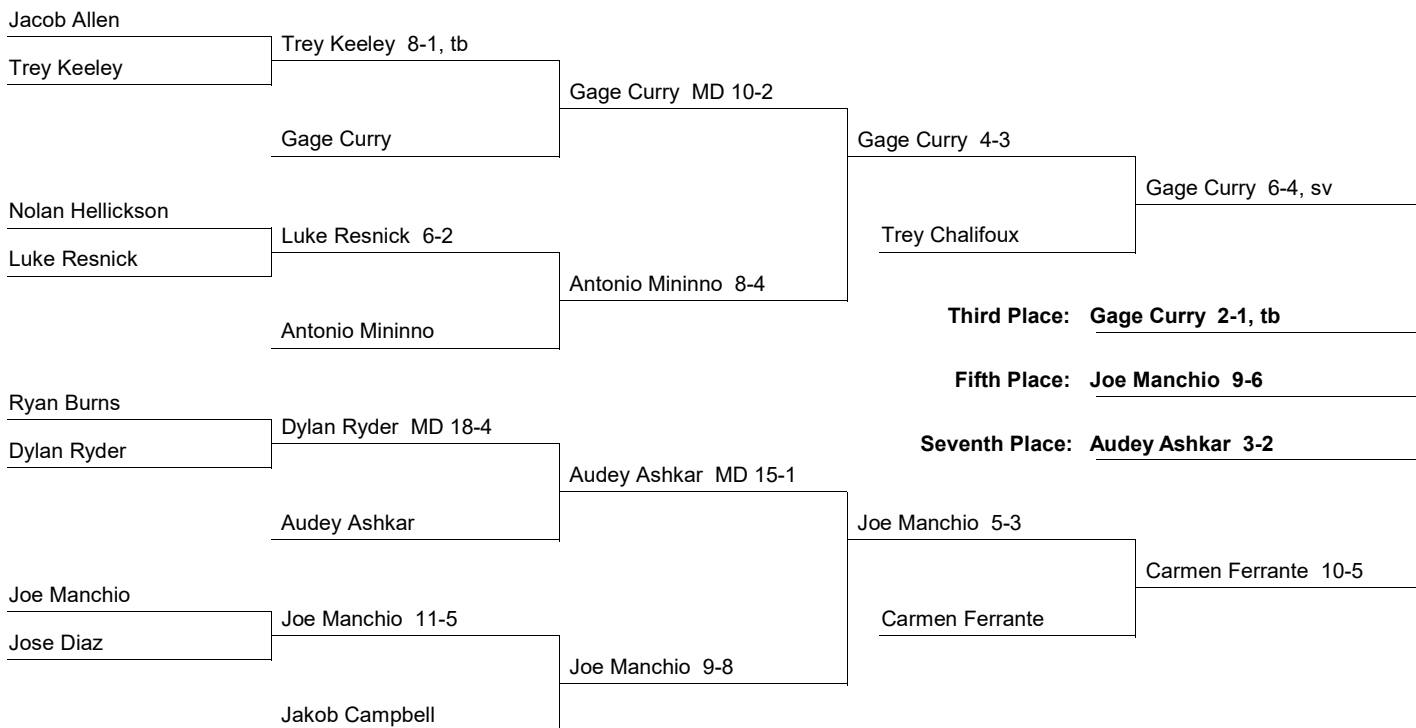 Jacob Allen
Trey Keeley 8-1, tb
Trey Keeley
Gage Curry MD 10-2
Gage Curry
Gage Curry 4-3
Gage Curry 6-4, sv
Nolan Hellickson
Luke Resnick 6-2
Trey Chalifoux
Luke Resnick
Antonio Mininno 8-4
Third Place: Gage Curry 2-1, tb
Antonio Mininno
Fifth Place: Joe Manchio 9-6
Ryan Burns
Dylan Ryder MD 18-4
Seventh Place: Audey Ashkar 3-2
Dylan Ryder
Audey Ashkar MD 15-1
Audey Ashkar
Joe Manchio 5-3
Carmen Ferrante 10-5
Joe Manchio
Joe Manchio 11-5
Carmen Ferrante
Jose Diaz
Joe Manchio 9-8
Jakob Campbell